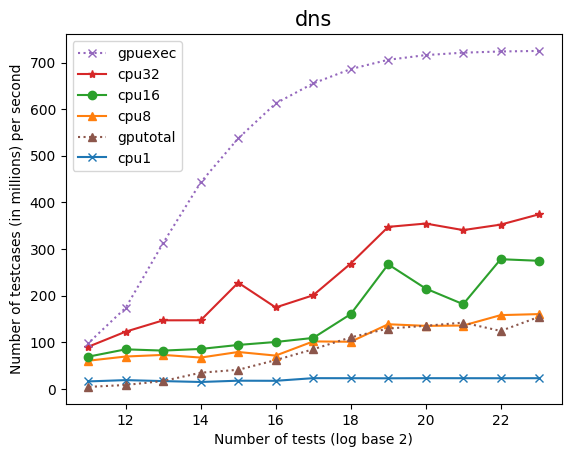 dns
gpuexec
cpu32
cpu16
cpu8
gputotal
cpu1
Number of testcases (in millions) per second
700
600
500
400
300
200
100
0
12
14
16
18
20
22
Number of tests (log base 2)